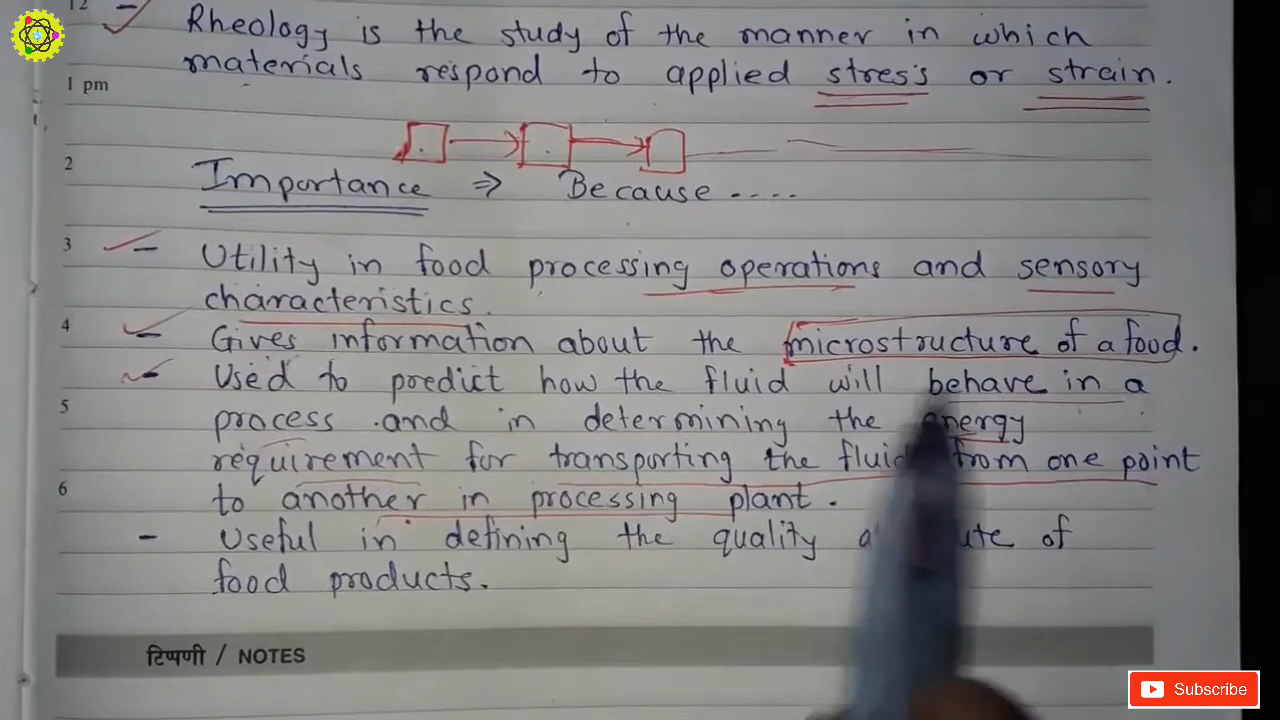 12
Rheology is the study of the manner in which
materials respond to applied stress or strain.
1 pm
2
Importance ⇒ Because ----
3
- Utility in food processing operations and sensory
characteristics.
4
- Gives information about the microstructure of a food.
- Used to predict how the fluid will behave in a
5
process and in determining the energy
requirement for transporting the fluid from one point
6
to another in processing plant.
- Useful in defining the quality of
food products.
टिप्पणी / NOTES
Subscribe